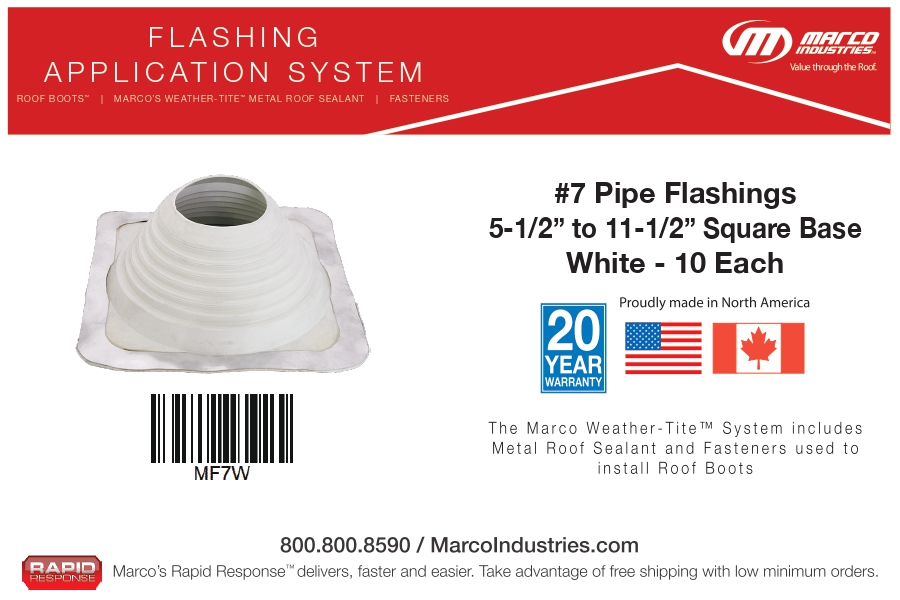 FLASHING
APPLICATION SYSTEM
ROOF BOOTS™ | MARCO'S WEATHER-TITE™ METAL ROOF SEALANT | FASTENERS
MARCO
INDUSTRIES™
Value through the Roof.
#7 Pipe Flashings
5-1/2” to 11-1/2” Square Base
White - 10 Each
Proudly made in North America
20
YEAR
WARRANTY
MF7W
The Marco Weather-Tite™ System includes
Metal Roof Sealant and Fasteners used to
install Roof Boots
800.800.8590 / MarcoIndustries.com
RAPID
RESPONSE
Marco's Rapid Response™ delivers, faster and easier. Take advantage of free shipping with low minimum orders.